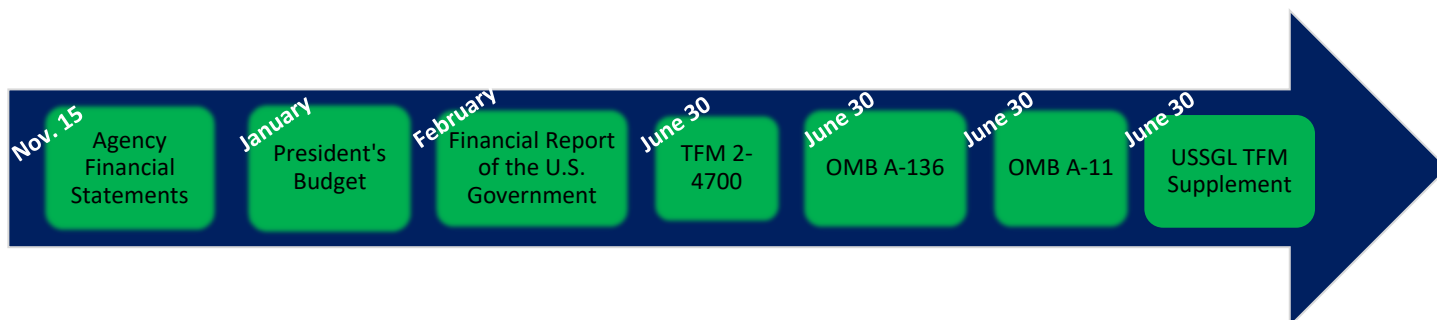 Nov. 15
Agency
Financial
Statements
January
President's
Budget
February
Financial Report
of the U.S.
Government
June 30
TFM 2-
4700
June 30
OMB A-136
June 30
OMB A-11
June 30
USSGL TFM
Supplement